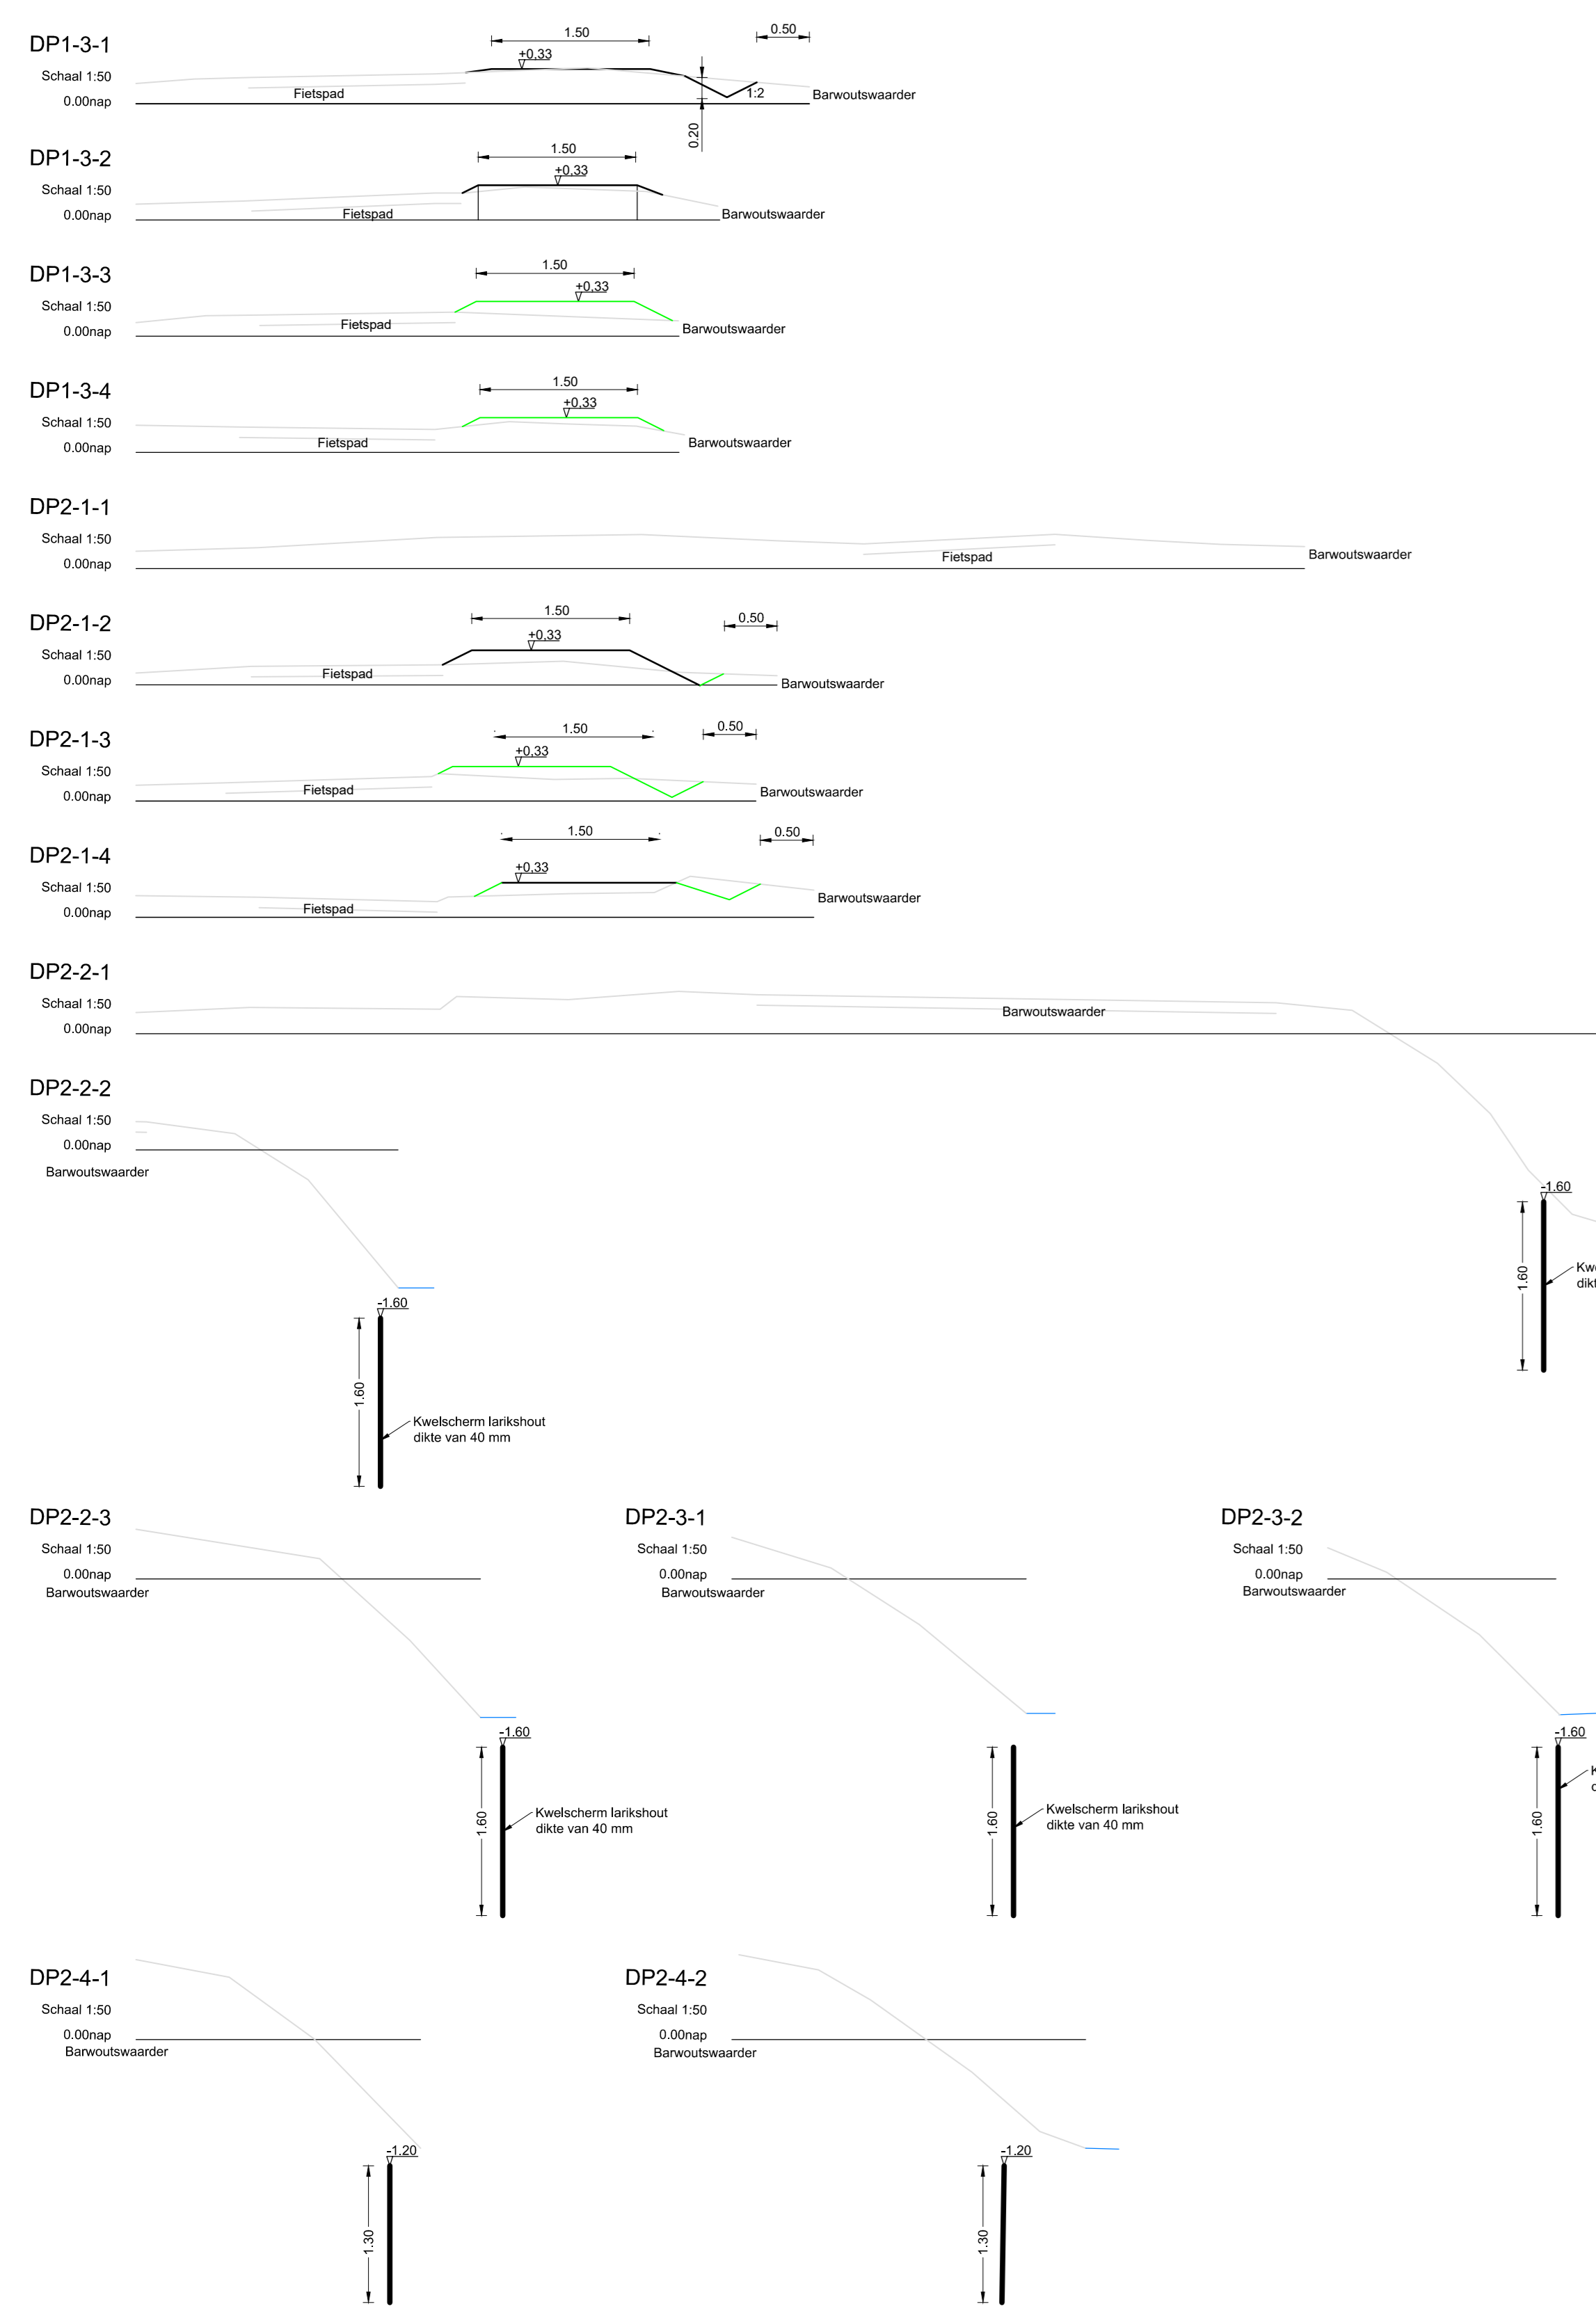 DP1-3-1
Schaal 1:50
0.00nap
1.50
+0,33
0.50
Fietspad
1:2
0.20
Barwoutswaarder
DP1-3-2
Schaal 1:50
0.00nap
1.50
+0,33
Fietspad
Barwoutswaarder
DP1-3-3
Schaal 1:50
0.00nap
1.50
+0,33
Fietspad
Barwoutswaarder
DP1-3-4
Schaal 1:50
0.00nap
1.50
+0,33
Fietspad
Barwoutswaarder
DP2-1-1
Schaal 1:50
0.00nap
Fietspad
Barwoutswaarder
DP2-1-2
Schaal 1:50
0.00nap
1.50
+0,33
0.50
Fietspad
Barwoutswaarder
DP2-1-3
Schaal 1:50
0.00nap
1.50
+0,33
0.50
Fietspad
Barwoutswaarder
DP2-1-4
Schaal 1:50
0.00nap
1.50
+0,33
0.50
Fietspad
Barwoutswaarder
DP2-2-1
Schaal 1:50
0.00nap
Barwoutswaarder
-1.60
1.60
DP2-2-2
Schaal 1:50
0.00nap
Barwoutswaarder
-1.60
1.60
Kwelscherm larikshout
dikte van 40 mm
DP2-2-3
Schaal 1:50
0.00nap
Barwoutswaarder
-1.60
1.60
Kwelscherm larikshout
dikte van 40 mm
DP2-3-1
Schaal 1:50
0.00nap
Barwoutswaarder
1.60
Kwelscherm larikshout
dikte van 40 mm
DP2-3-2
Schaal 1:50
0.00nap
Barwoutswaarder
-1.60
1.60
DP2-4-1
Schaal 1:50
0.00nap
Barwoutswaarder
-1.20
1.30
DP2-4-2
Schaal 1:50
0.00nap
Barwoutswaarder
-1.20
1.30